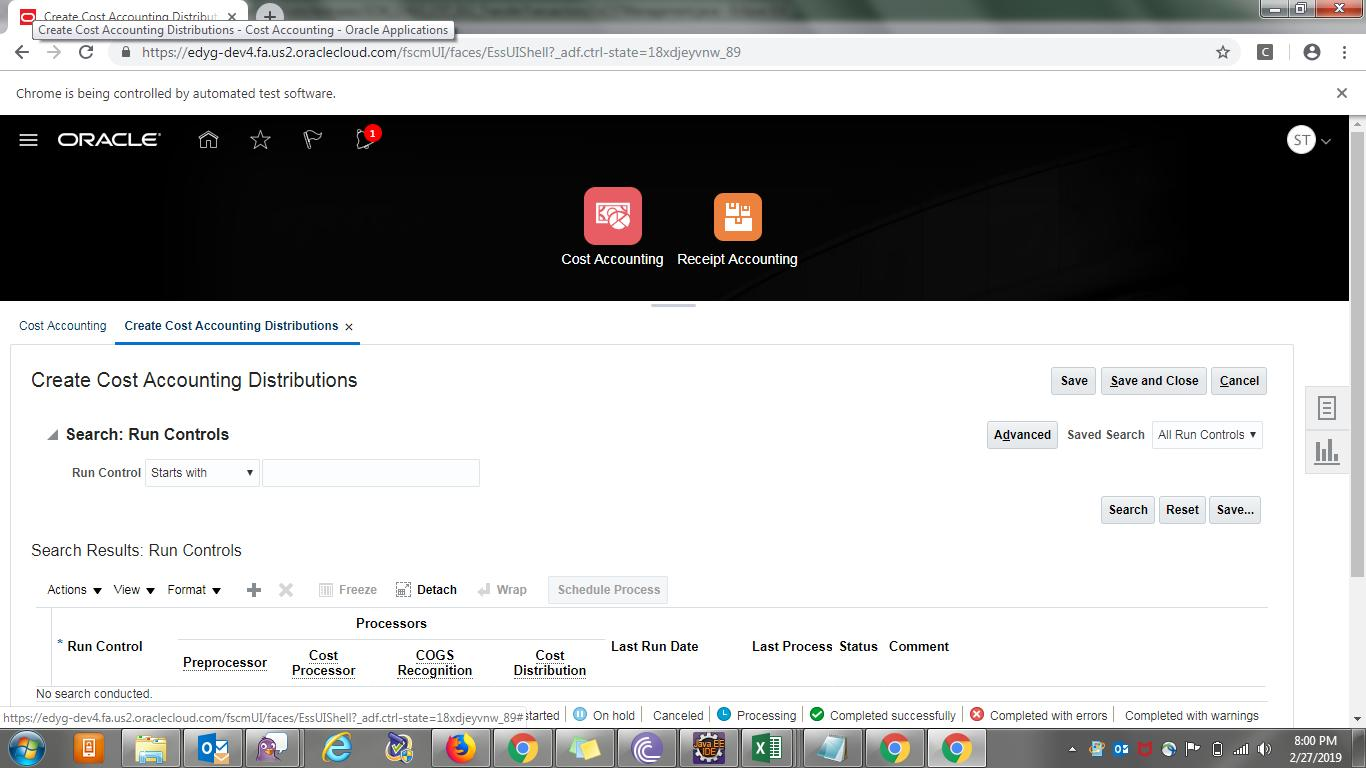 Create Cost Accounting Distribut
Create Cost Accounting Distributions - Cost Accounting - Oracle Applications
https://edyg-dev4.fa.us2.oraclecloud.com/fscmUI/faces/EssUIShell?_adf.ctrl-state=18xdjeyvnw_89
C
Chrome is being controlled by automated test software.
ORACLE
1
ST
Cost Accounting
Receipt Accounting
Cost Accounting
Create Cost Accounting Distributions
Create Cost Accounting Distributions
Save
Save and Close
Cancel
Search: Run Controls
Advanced
Saved Search
All Run Controls
Run Control
Starts with
Search
Reset
Save...
Search Results: Run Controls
Actions
View
Format
Freeze
Detach
Wrap
Schedule Process
* Run Control
Processors
Preprocessor
Cost Processor
COGS Recognition
Cost Distribution
Last Run Date
Last Process
Status
Comment
No search conducted.
https://edyg-dev4.fa.us2.oraclecloud.com/fscmUI/faces/EssUIShell?_adf.ctrl-state=18xdjeyvnw_89#
started
On hold
Canceled
Processing
Completed successfully
Completed with errors
Completed with warnings
Java EE
IDE
8:00 PM
2/27/2019